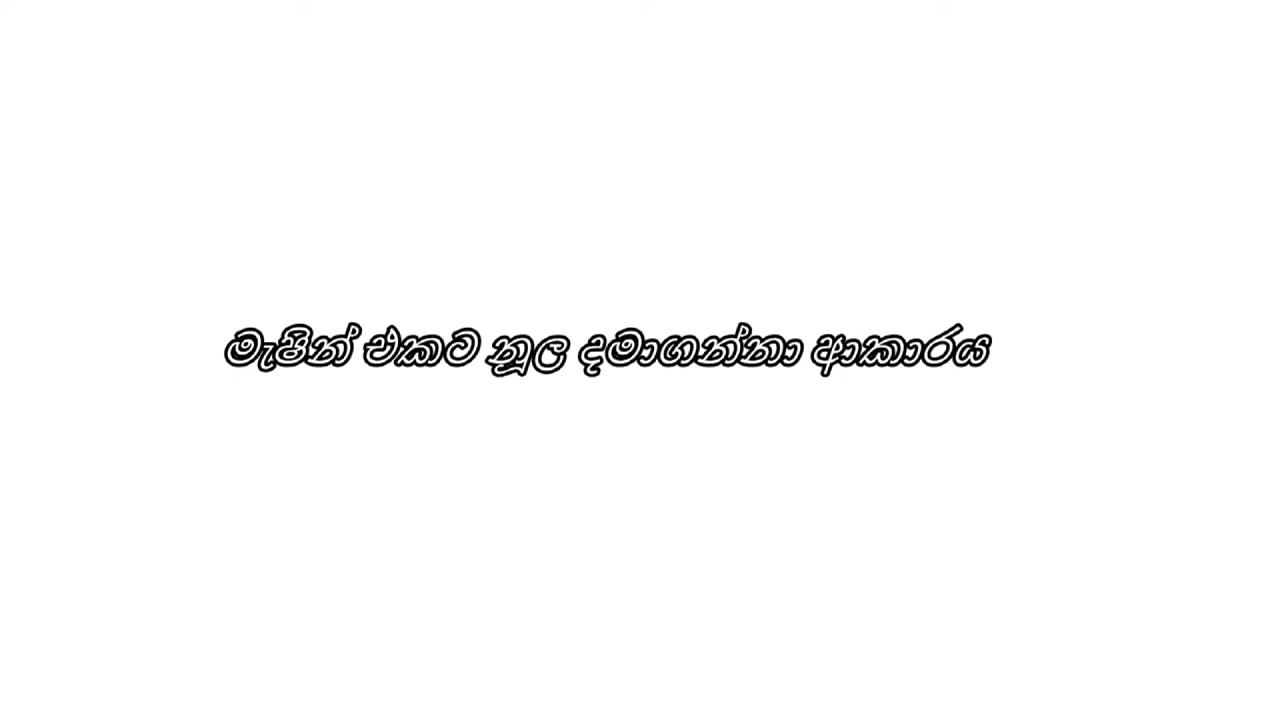 මැෂින් එකට නූල දමාගන්නා ආකාරය